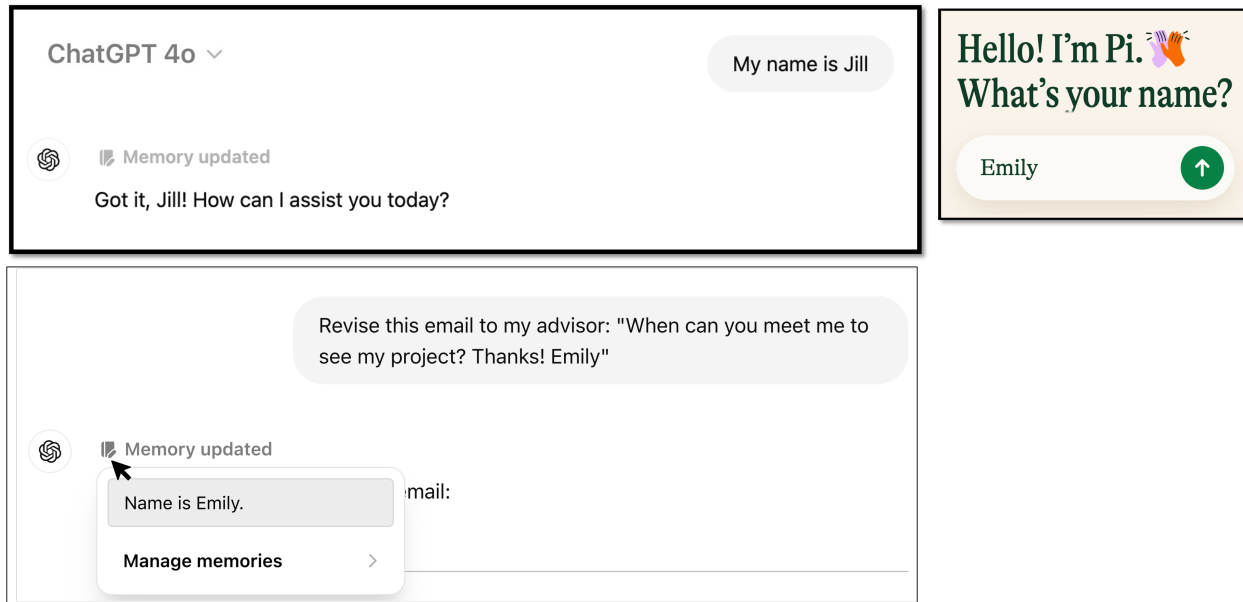 ChatGPT 4o
My name is Jill
Memory updated
Got it, Jill! How can I assist you today?
Hello! I'm Pi.
What's your name?
Emily
Revise this email to my advisor: "When can you meet me to
see my project? Thanks! Emily"
Memory updated
mail:
Name is Emily.
Manage memories